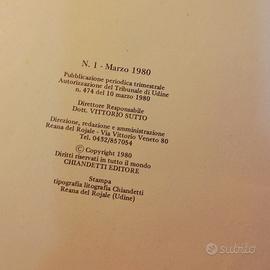 N. 1 - Marzo 1980
Pubblicazione periodica trimestrale
Autorizzazione del Tribunale di Udine
n. 474 del 10 marzo 1980
Direttore Responsabile
Dott. VITTORIO SUTTO
Direzione, redazione e amministrazione
Reana del Rojale - Via Vittorio Veneto 80
Tel. 0432/857054
© Copyright 1980
Diritti riservati in tutto il mondo
CHIANDETTI EDITORE
Stampa
tipografia litografia Chiandetti
Reana del Rojale (Udine)
subito